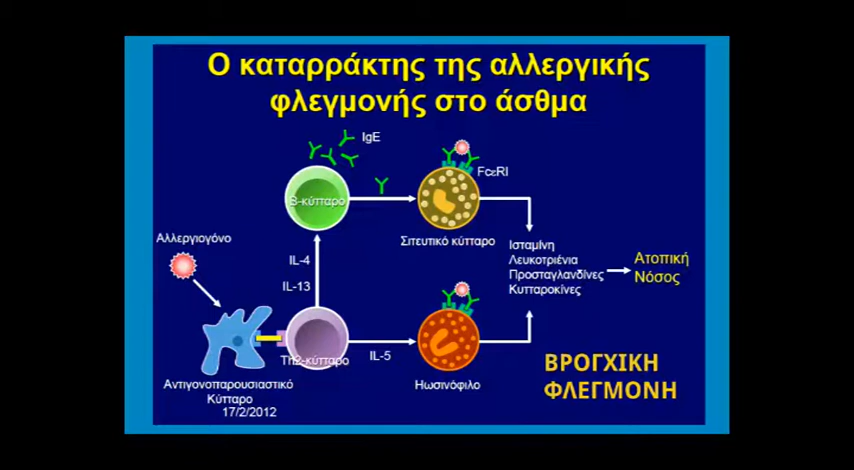 Ο καταρράκτης της αλλεργικής
φλεγμονής στο άσθμα
IgE
FcεRI
Β-κύτταρο
Σιτευτικό κύτταρο
Αλλεργιογόνο
IL-4
IL-13
Ισταμίνη
Λευκοτριένια
Προσταγλανδίνες
Κυτταροκίνες
Ατοπική
Νόσος
Τh2-κύτταρο
IL-5
Αντιγονοπαρουσιαστικό
Κύτταρο
17/2/2012
Ηωσινόφιλο
ΒΡΟΓΧΙΚΗ
ΦΛΕΓΜΟΝΗ